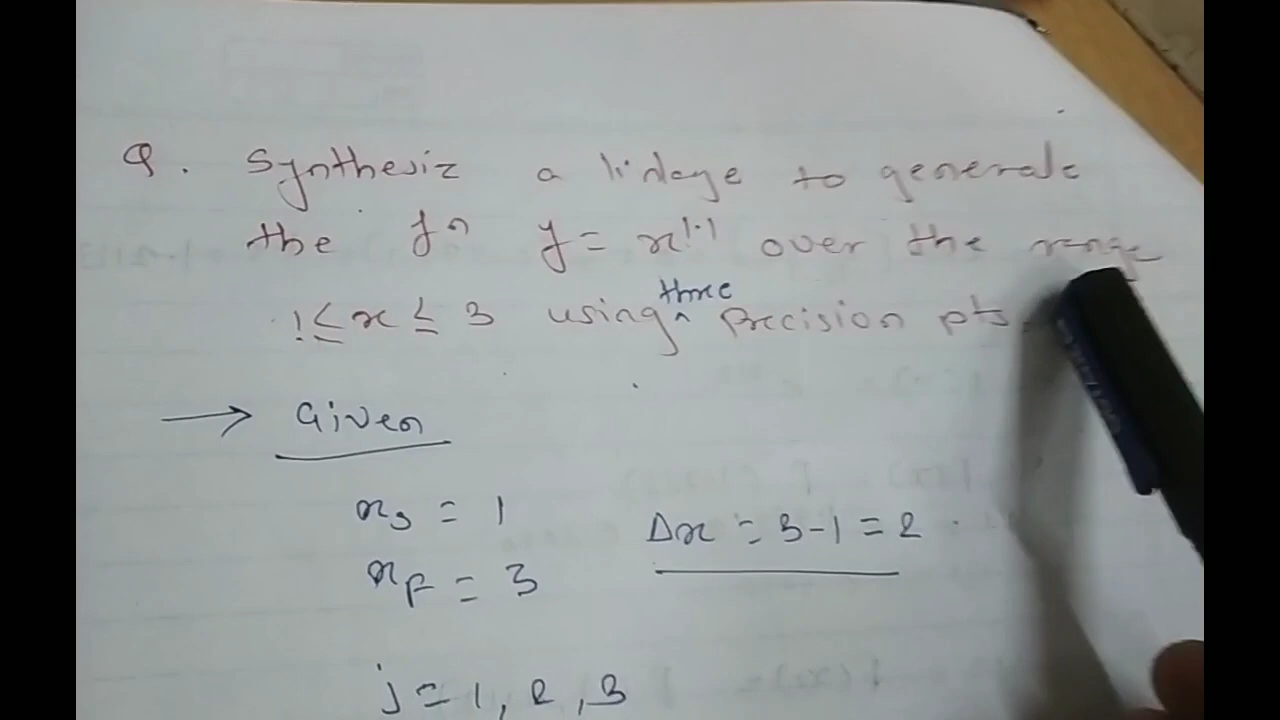 Q. Synthesiz a linkage to generate
the fn y = x^1.1 over the range
1 ≤ x ≤ 3 using three Precision pts.
→ Given
xs = 1
Δx = 3-1 = 2
xF = 3
j = 1, 2, 3